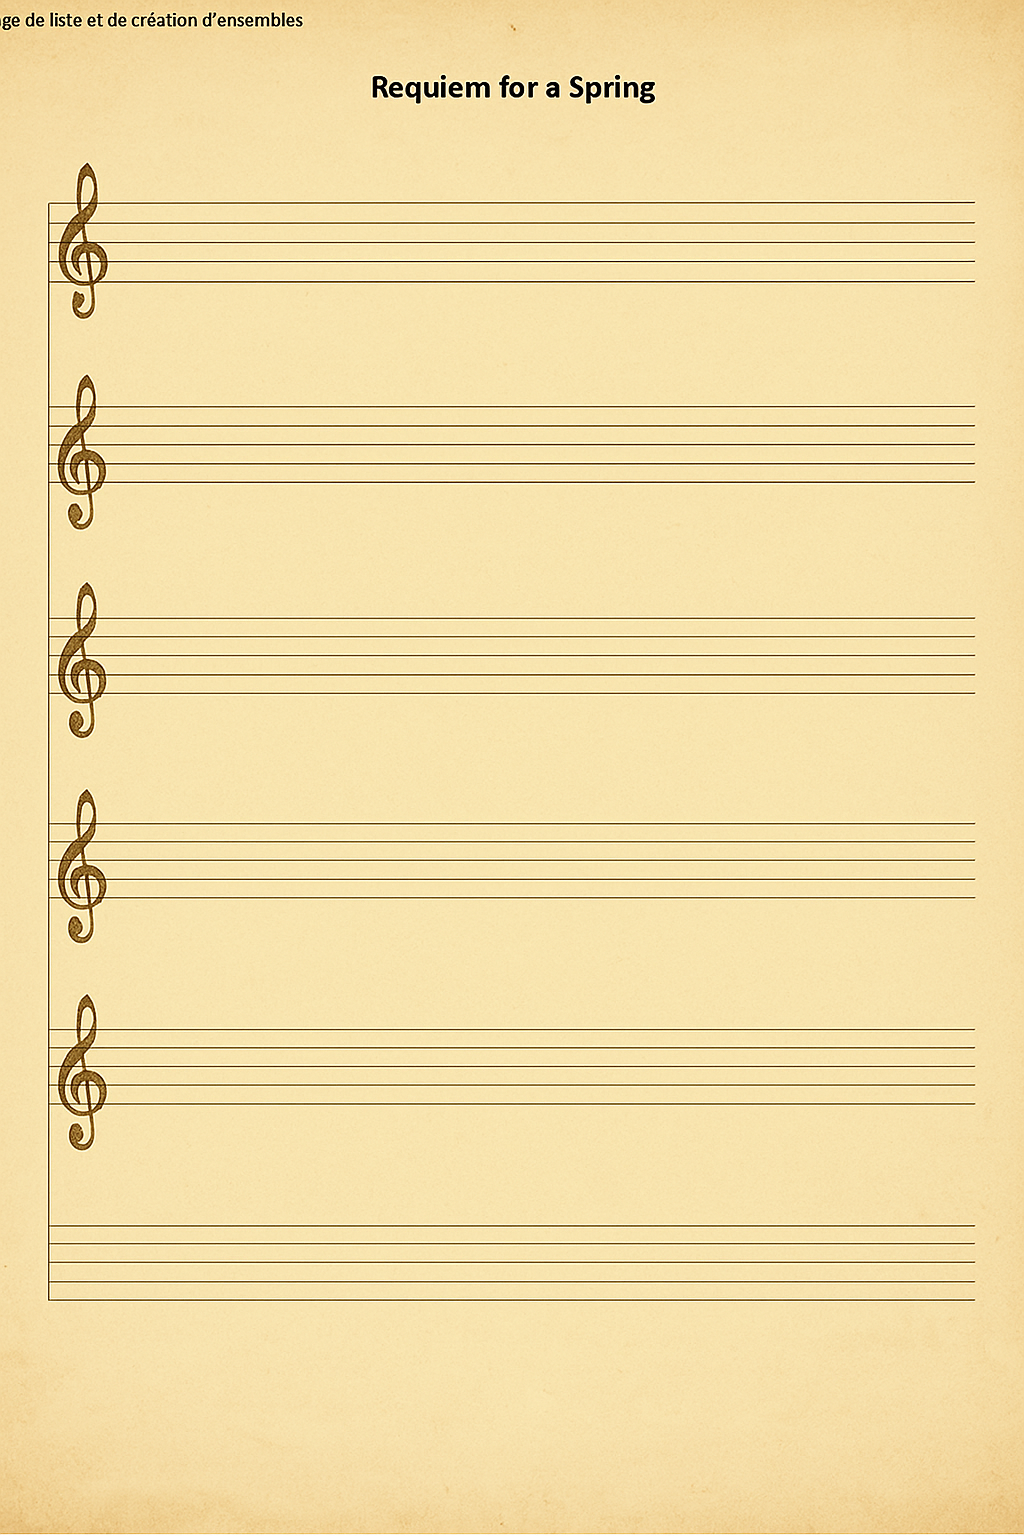 ge de liste et de création d’ensembles
Requiem for a Spring